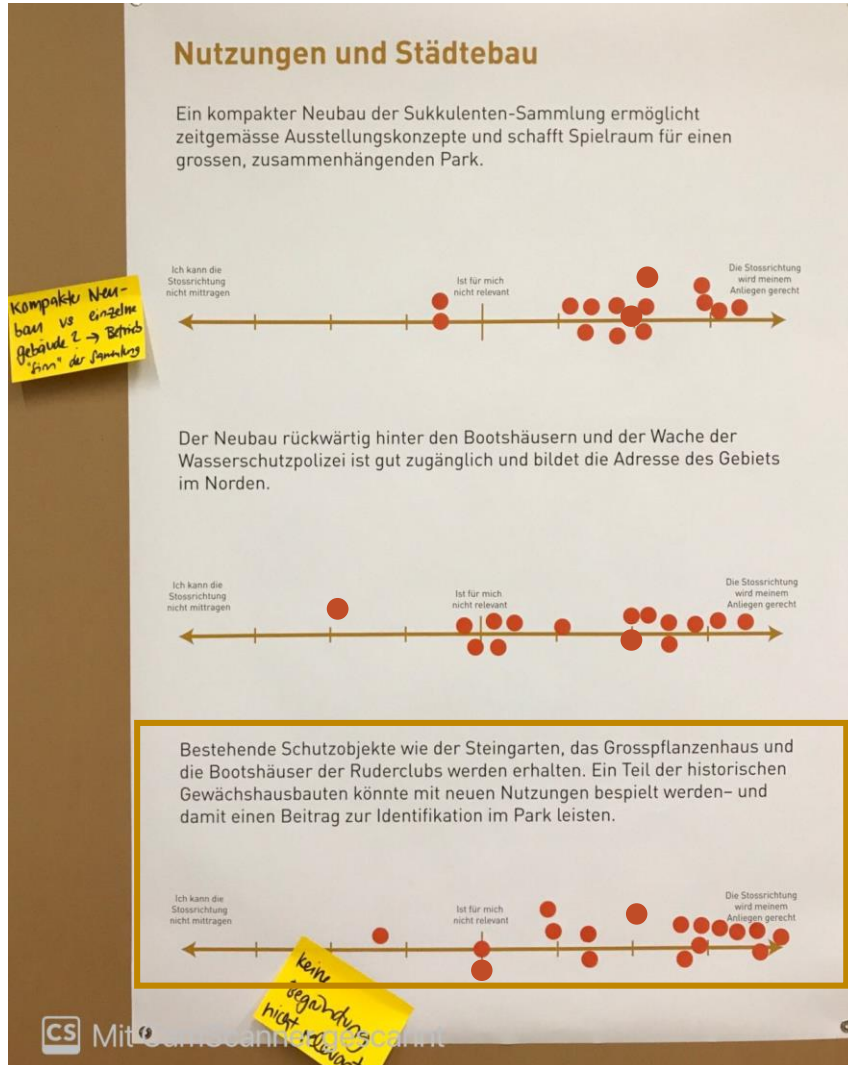 Nutzungen und Städtebau
Ein kompakter Neubau der Sukkulenten-Sammlung ermöglicht
zeitgemässe Ausstellungskonzepte und schafft Spielraum für einen
grossen, zusammenhängenden Park.
Ich kann die
Stossrichtung
nicht mittragen
Ist für mich
nicht relevant
Die Stossrichtung
wird meinem
Anliegen gerecht
Kompakte Neu-
bau vs einzelne
gebäude? → Betrieb
"Sinn" der Sammlung
Der Neubau rückwärtig hinter den Bootshäusern und der Wache der
Wasserschutzpolizei ist gut zugänglich und bildet die Adresse des Gebiets
im Norden.
Ich kann die
Stossrichtung
nicht mittragen
Ist für mich
nicht relevant
Die Stossrichtung
wird meinem
Anliegen gerecht
Bestehende Schutzobjekte wie der Steingarten, das Grosspflanzenhaus und
die Bootshäuser der Ruderclubs werden erhalten. Ein Teil der historischen
Gewächshausbauten könnte mit neuen Nutzungen bespielt werden– und
damit einen Beitrag zur Identifikation im Park leisten.
Ich kann die
Stossrichtung
nicht mittragen
Ist für mich
nicht relevant
Die Stossrichtung
wird meinem
Anliegen gerecht
keine
Begründung
nicht relevant
CS Mit CamScanner gescannt